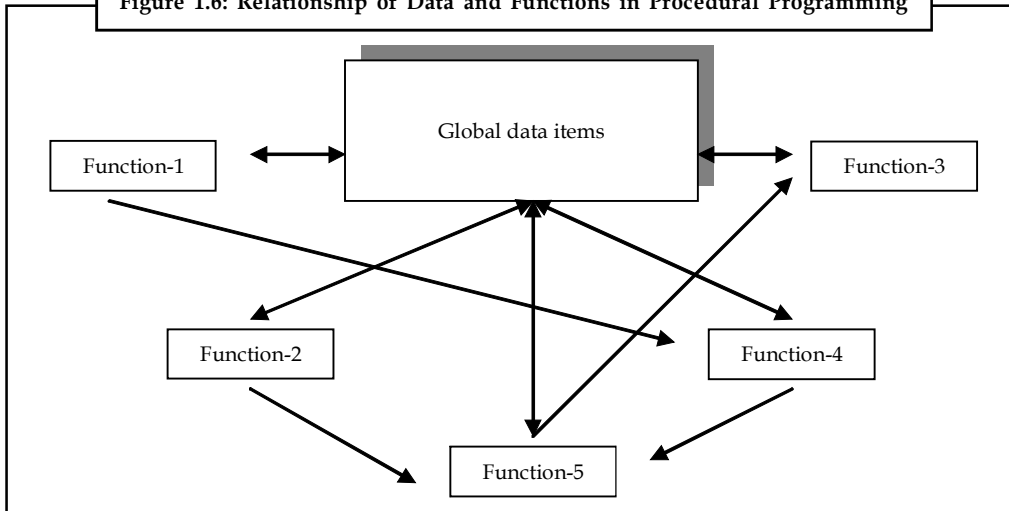 Figure 1.6: Relationship of Data and Functions in Procedural Programming
Global data items
Function-1
Function-3
Function-2
Function-4
Function-5